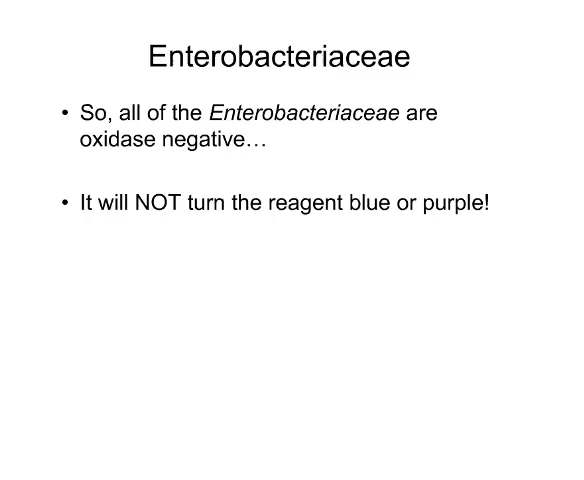 Enterobacteriaceae
• So, all of the Enterobacteriaceae are
oxidase negative…
• It will NOT turn the reagent blue or purple!